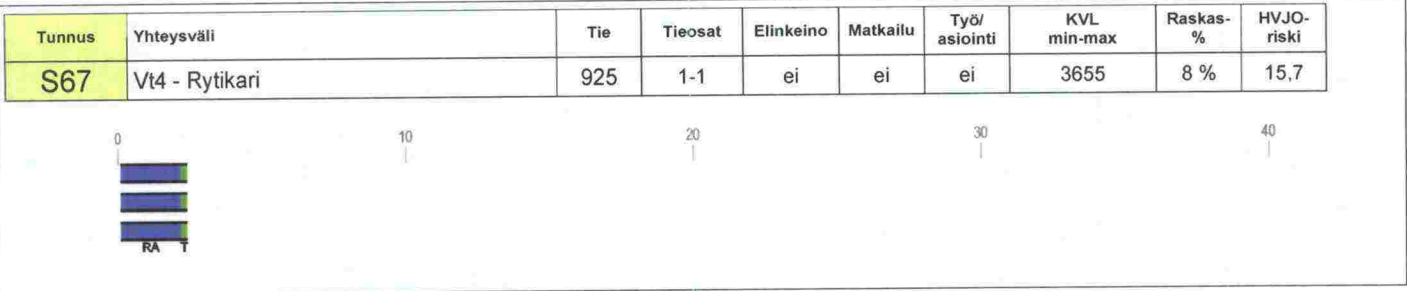 Tunnus Yhteysväli Tie Tieosat Elinkeino Matkailu Työ/ asiointi KVL min-max Raskas- % HVJO- riski
S67 Vt4 - Rytikari 925 1-1 ei ei ei 3655 8 % 15,7
0 10 20 30 40
RA T